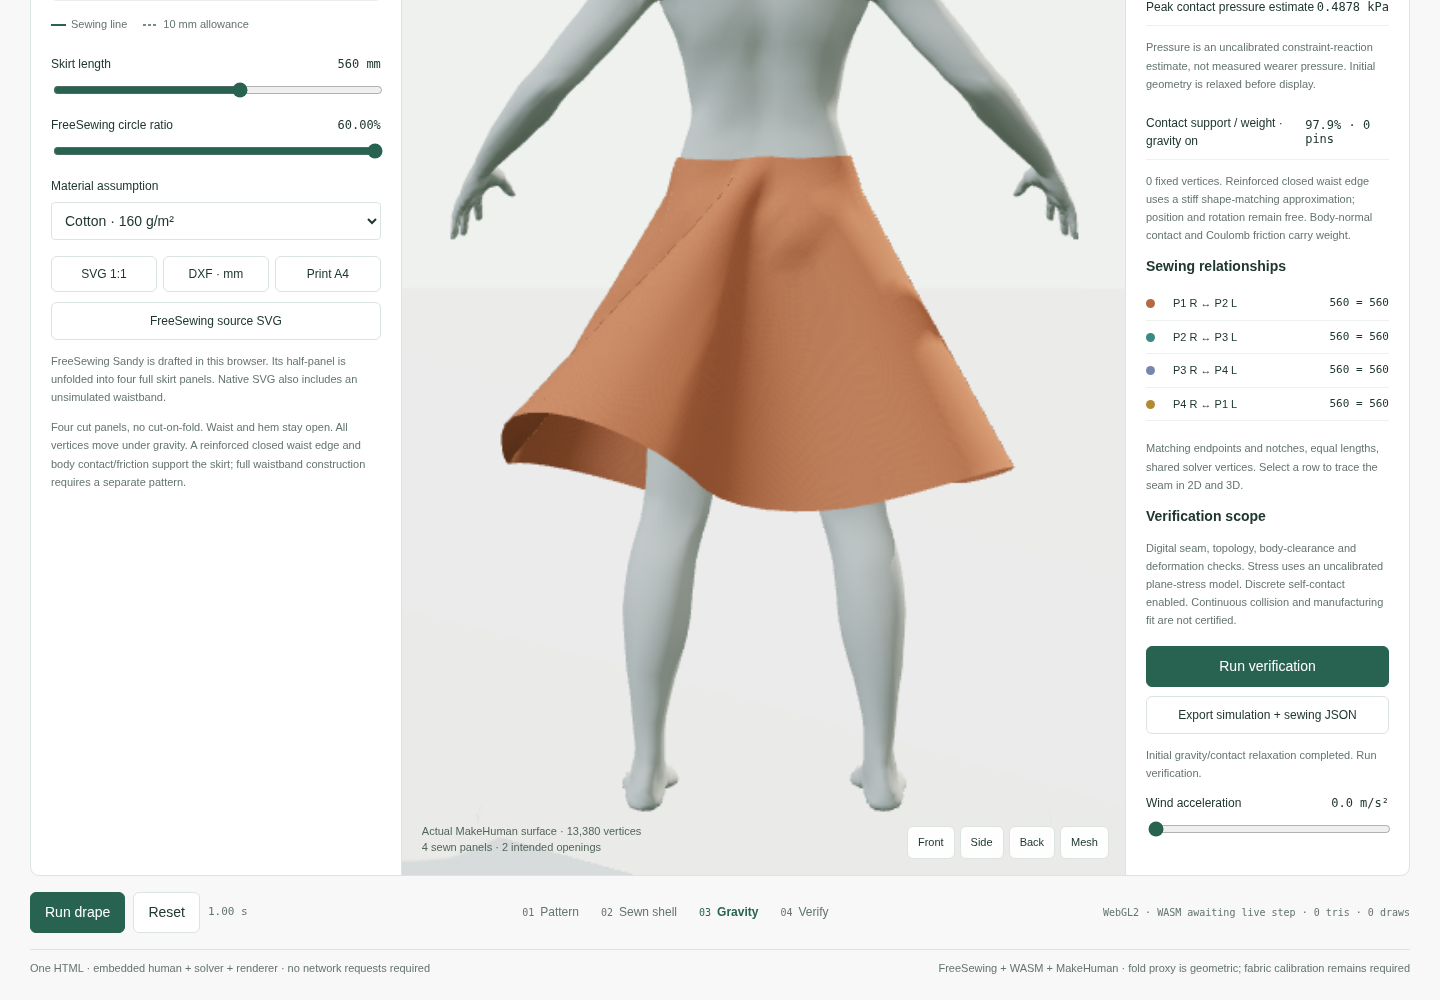 Sewing line 10 mm allowance
Skirt length 560 mm
FreeSewing circle ratio 60.00%
Material assumption
Cotton · 160 g/m²
SVG 1:1 DXF · mm Print A4
FreeSewing source SVG
FreeSewing Sandy is drafted in this browser. Its half-panel is
unfolded into four full skirt panels. Native SVG also includes an
unsimulated waistband.
Four cut panels, no cut-on-fold. Waist and hem stay open. All
vertices move under gravity. A reinforced closed waist edge and
body contact/friction support the skirt; full waistband construction
requires a separate pattern.
Actual MakeHuman surface · 13,380 vertices
4 sewn panels · 2 intended openings
Front Side Back Mesh
Peak contact pressure estimate 0.4878 kPa
Pressure is an uncalibrated constraint-reaction
estimate, not measured wearer pressure. Initial
geometry is relaxed before display.
Contact support / weight · 97.9% · 0
gravity on pins
0 fixed vertices. Reinforced closed waist edge
uses a stiff shape-matching approximation;
position and rotation remain free. Body-normal
contact and Coulomb friction carry weight.
Sewing relationships
P1 R ↔ P2 L 560 = 560
P2 R ↔ P3 L 560 = 560
P3 R ↔ P4 L 560 = 560
P4 R ↔ P1 L 560 = 560
Matching endpoints and notches, equal lengths,
shared solver vertices. Select a row to trace the
seam in 2D and 3D.
Verification scope
Digital seam, topology, body-clearance and
deformation checks. Stress uses an uncalibrated
plane-stress model. Discrete self-contact
enabled. Continuous collision and manufacturing
fit are not certified.
Run verification
Export simulation + sewing JSON
Initial gravity/contact relaxation completed. Run
verification.
Wind acceleration 0.0 m/s²
Run drape Reset 1.00 s 01 Pattern 02 Sewn shell 03 Gravity 04 Verify WebGL2 · WASM awaiting live step · 0 tris · 0 draws
One HTML · embedded human + solver + renderer · no network requests required FreeSewing + WASM + MakeHuman · fold proxy is geometric; fabric calibration remains required